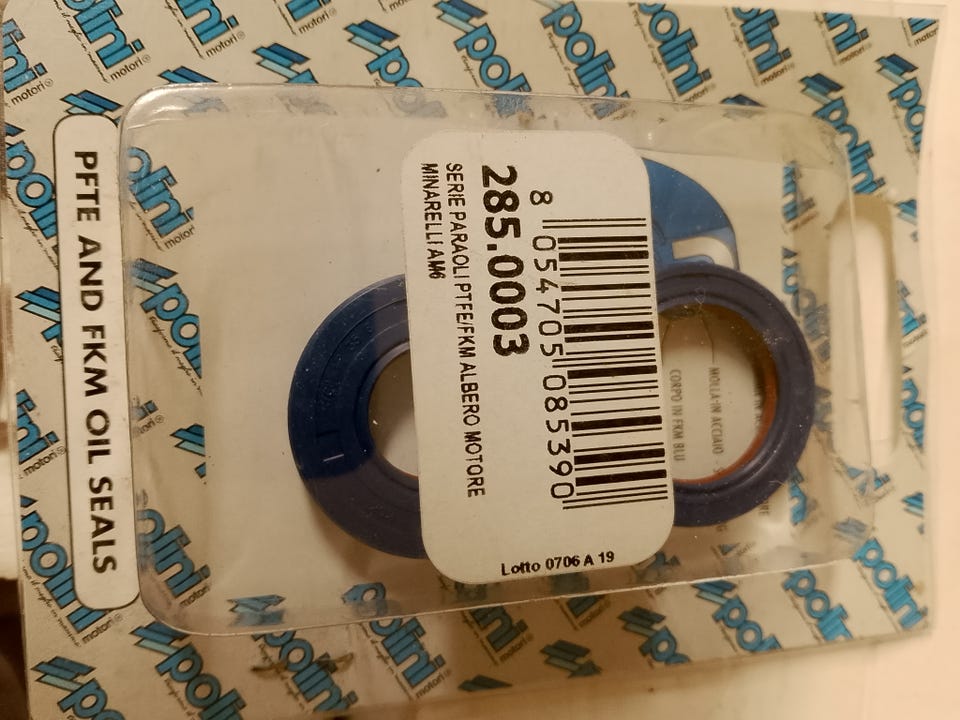 PFTE AND FKM OIL SEALS
8 054705 085390
285.0003
SERIE PARAOLI PTFE/FKM ALBERO MOTORE
MINARELLI AM6
Lotto 0706 A 19
MOLLA-IN ACCIAIO
CORPO IN FKM BLU
polini
motori